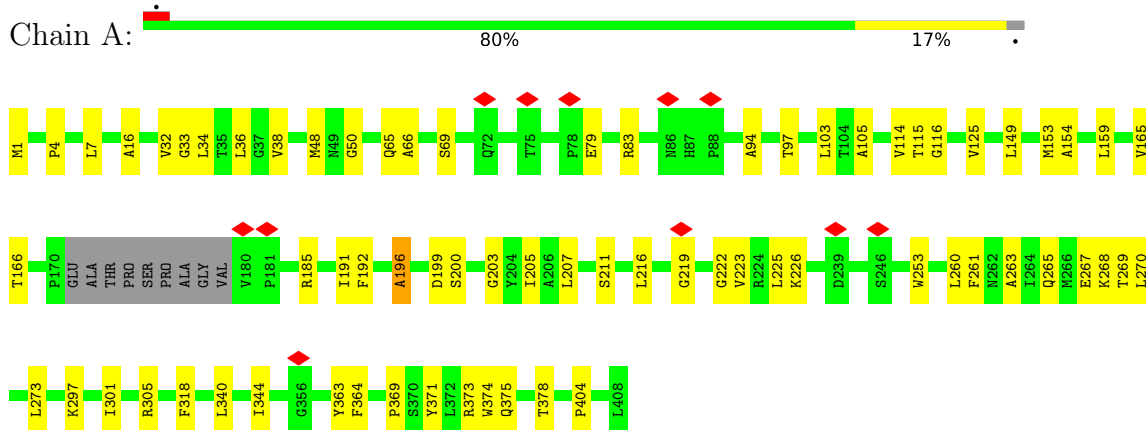 •
Chain A:
80% 17% •
M1 P4 L7 A16 V32 G33 L34 T35 L36 G37 V38 M48 N49 G50 Q65 A66 S69 Q72 T75 P78 E79 R83 N86 H87 P88 A94 T97 L103 T104 A105 V114 T115 G116 V125 L149 M153 A154 L159 V165
T166 P170 GLU ALA THR PRO SER PRO ALA GLY VAL V180 P181 R185 I191 F192 A196 D199 S200 G203 Y204 I205 A206 L207 S211 L216 G219 G222 V223 R224 L225 K226 D239 S246 W253 L260 F261 N262 A263 I264 Q265 M266 E267 K268 T269 L270
L273 K297 I301 R305 F318 L340 I344 G356 Y363 F364 P369 S370 Y371 L372 R373 W374 Q375 T378 P404 L408